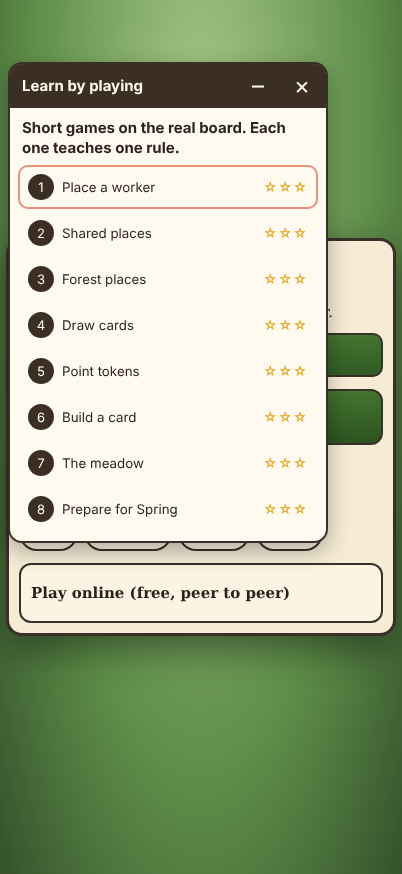 Learn by playing
Short games on the real board. Each
one teaches one rule.
1 Place a worker
2 Shared places
3 Forest places
4 Draw cards
5 Point tokens
6 Build a card
7 The meadow
8 Prepare for Spring
Play online (free, peer to peer)